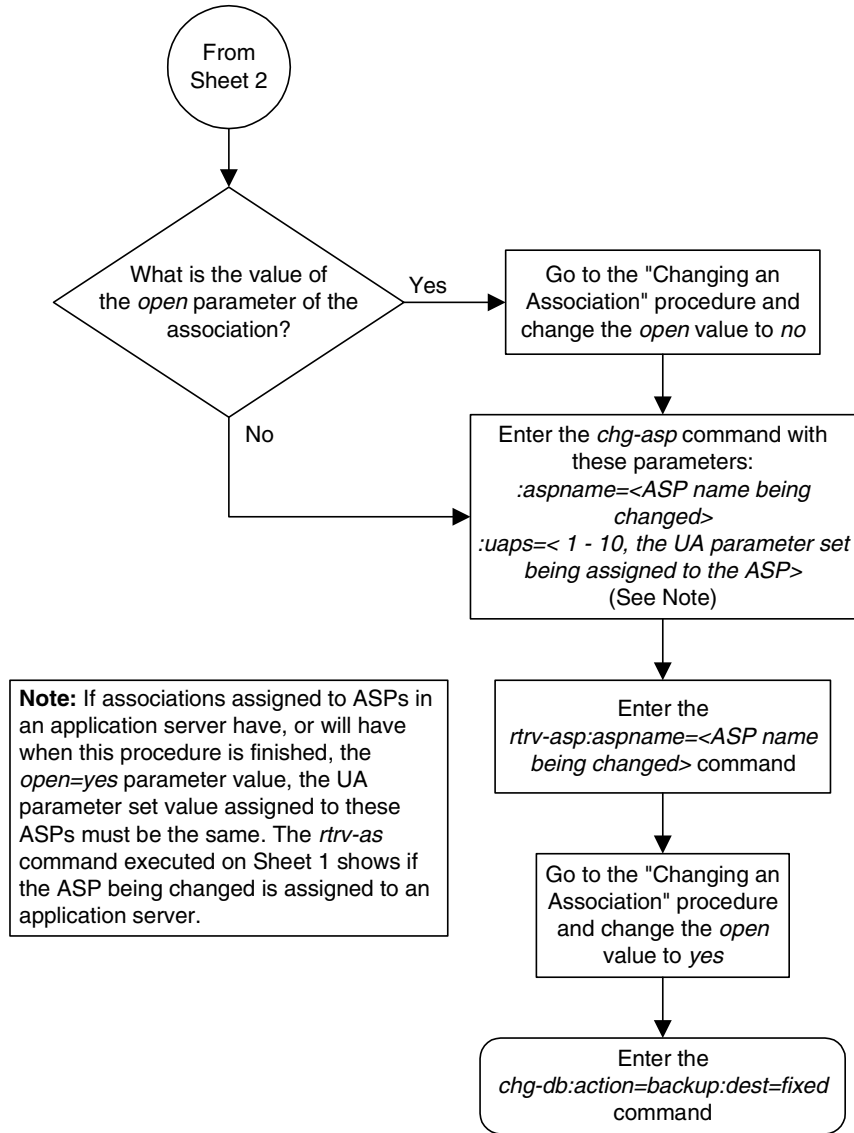 From
Sheet 2
What is the value of
the open parameter of the
association?
Yes
Go to the "Changing an
Association" procedure and
change the open value to no
No
Enter the chg-asp command with
these parameters:
:aspname=<ASP name being
changed>
:uaps=< 1 - 10, the UA parameter set
being assigned to the ASP>
(See Note)
Note: If associations assigned to ASPs in
an application server have, or will have
when this procedure is finished, the
open=yes parameter value, the UA
parameter set value assigned to these
ASPs must be the same. The rtrv-as
command executed on Sheet 1 shows if
the ASP being changed is assigned to an
application server.
Enter the
rtrv-asp:aspname=<ASP name
being changed> command
Go to the "Changing an
Association" procedure
and change the open
value to yes
Enter the
chg-db:action=backup:dest=fixed
command